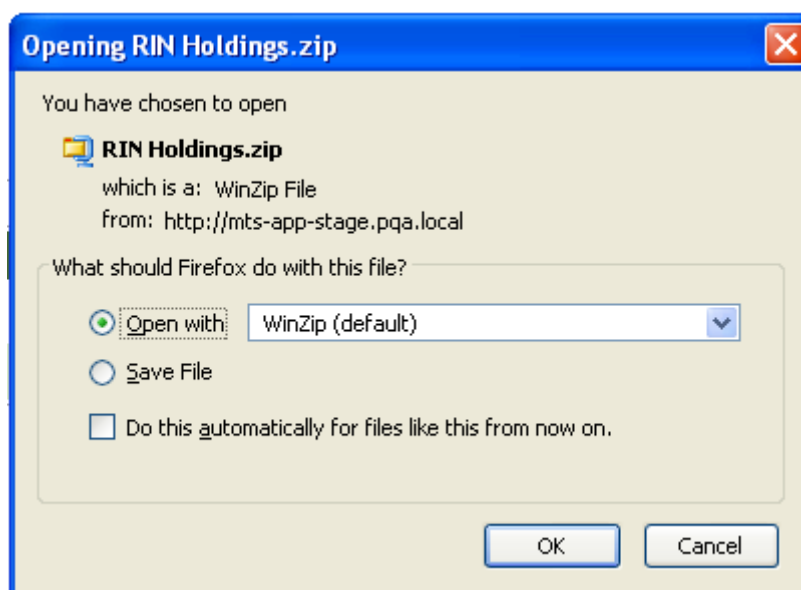 Opening RIN Holdings.zip
You have chosen to open
RIN Holdings.zip
which is a: WinZip File
from: http://mts-app-stage.pqa.local
What should Firefox do with this file?
Open with WinZip (default)
Save File
Do this automatically for files like this from now on.
OK Cancel